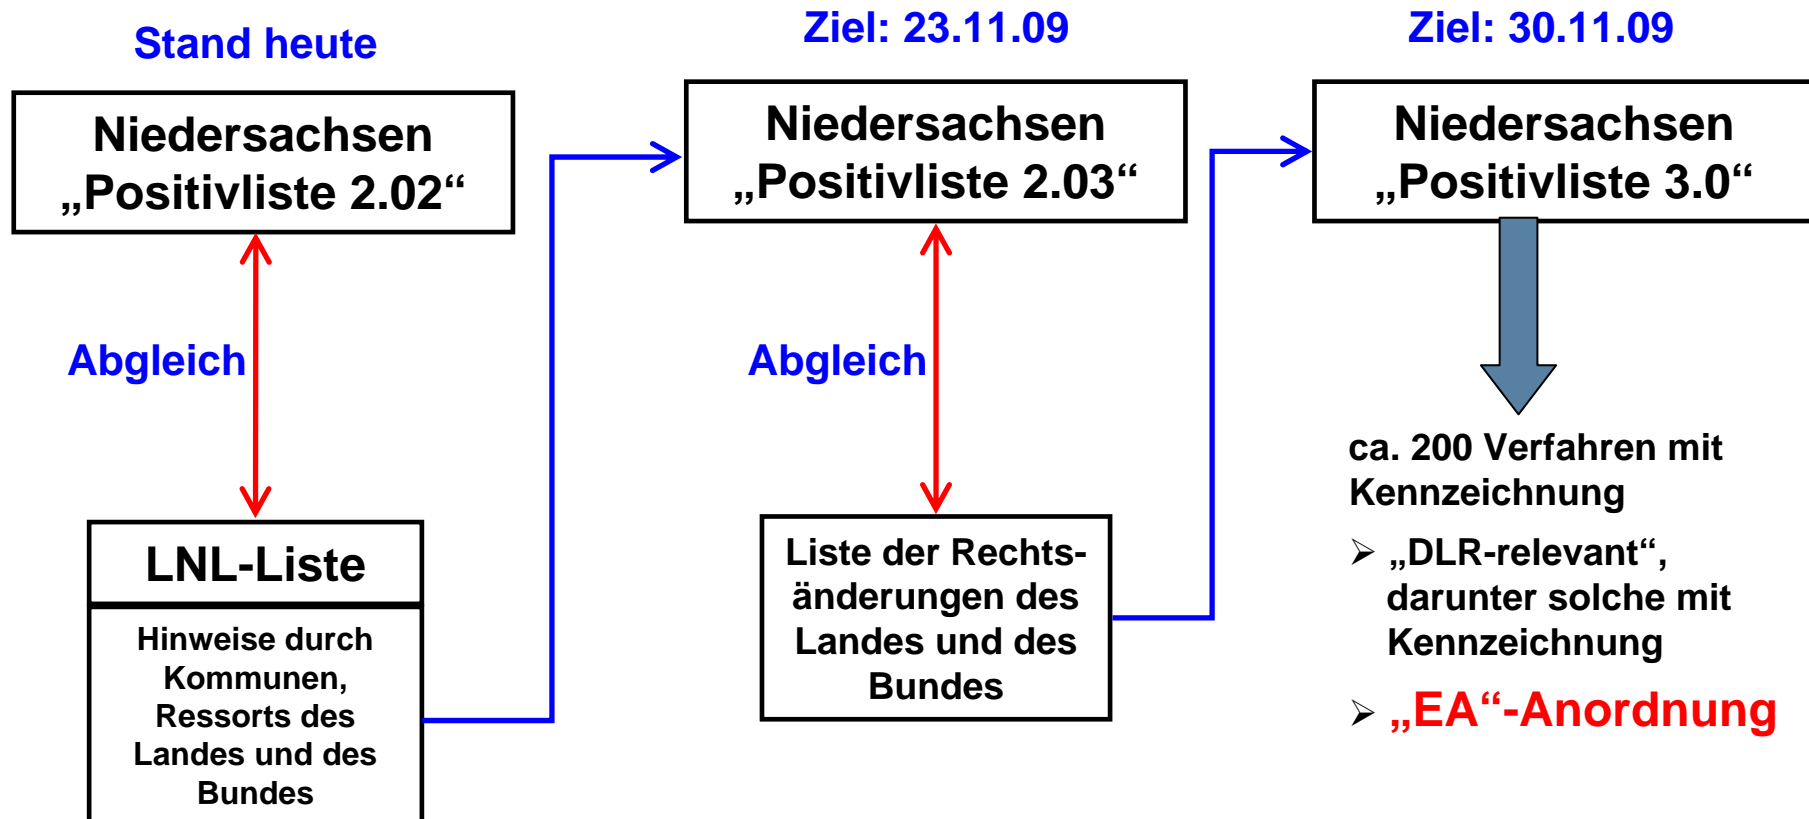 Stand heute
Niedersachsen
„Positivliste 2.02“
Abgleich
LNL-Liste
Hinweise durch
Kommunen,
Ressorts des
Landes und des
Bundes
Ziel: 23.11.09
Niedersachsen
„Positivliste 2.03“
Abgleich
Liste der Rechts-
änderungen des
Landes und des
Bundes
Ziel: 30.11.09
Niedersachsen
„Positivliste 3.0“
ca. 200 Verfahren mit
Kennzeichnung
➢ „DLR-relevant“,
darunter solche mit
Kennzeichnung
➢ „EA“-Anordnung